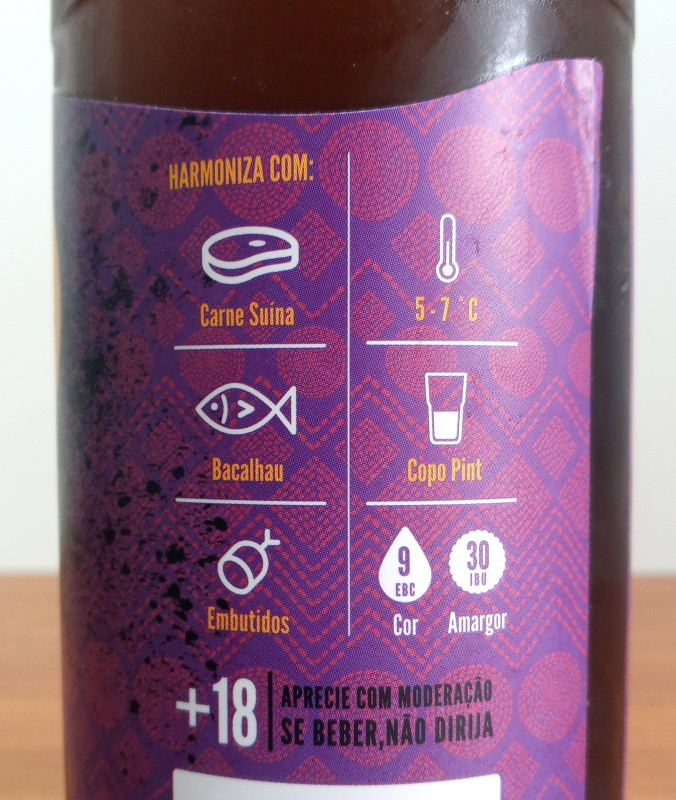 HARMONIZA COM:
Carne Suína
5-7 °C
Bacalhau
Copo Pint
Embutidos
9
EBC
Cor
30
IBU
Amargor
+18
APRECIE COM MODERAÇÃO
SE BEBER, NÃO DIRIJA